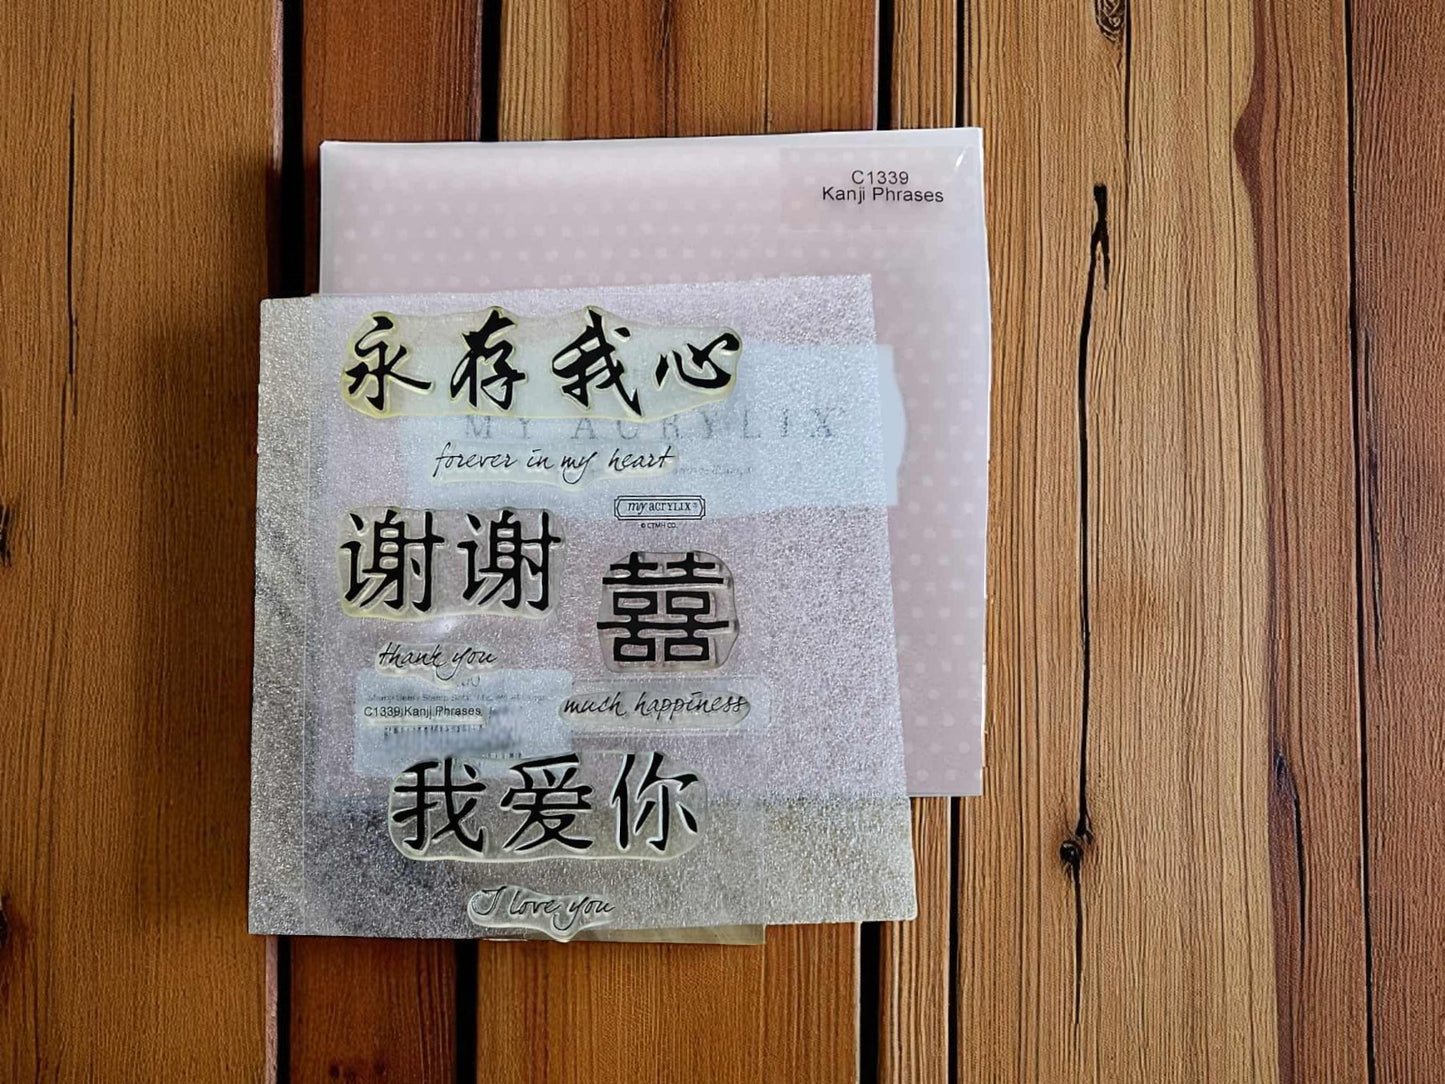 C1339
Kanji Phrases
永存我心
MY ACRYLIX
forever in my heart
my ACRYLIX®
© CTMH CO.
谢谢
囍
thank you
C1339 Kanji Phrases
much happiness
我爱你
I love you